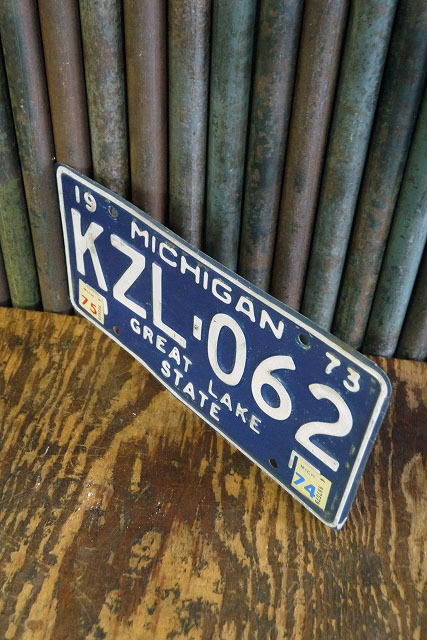 19 MICHIGAN 73
KZL-062
GREAT LAKE
STATE
75
74